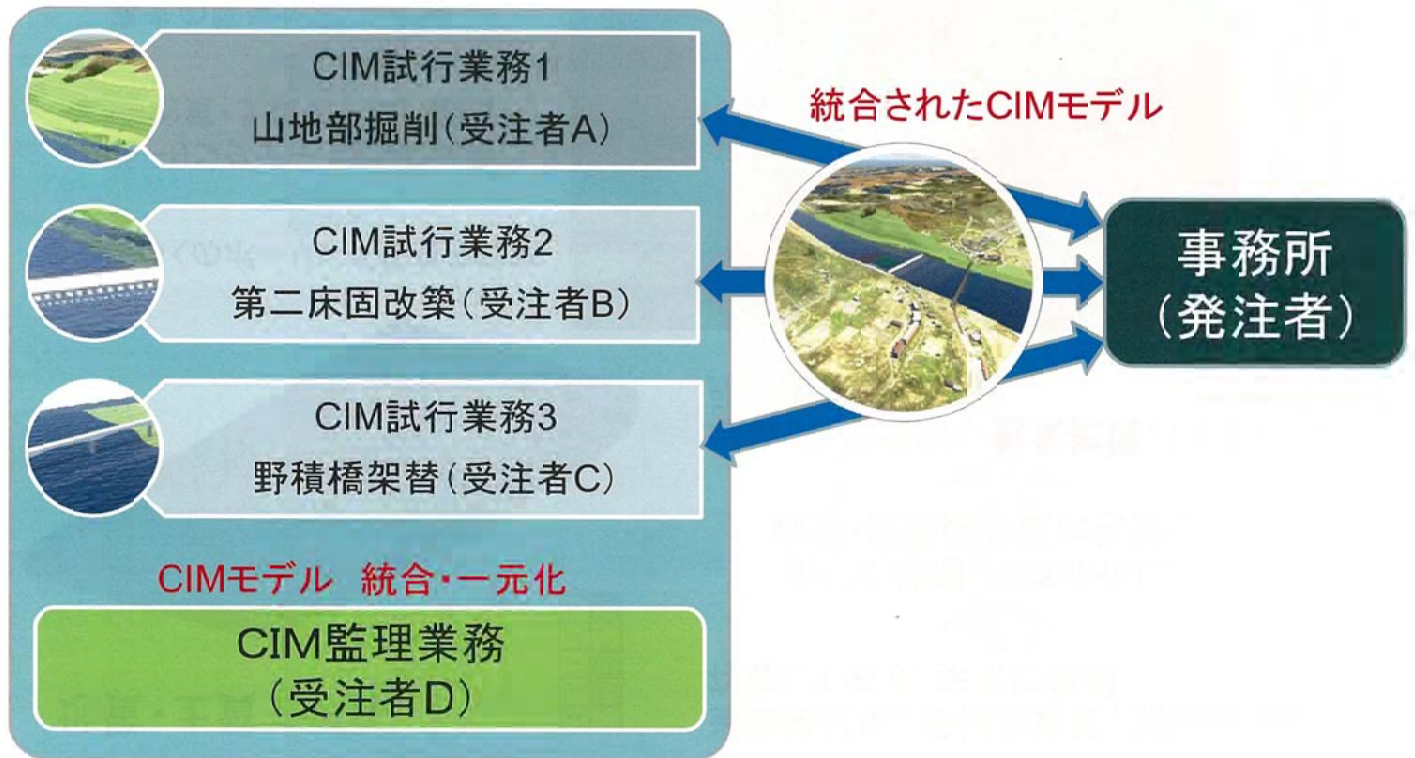 CIM試行業務1
山地部掘削(受注者A)
統合されたCIMモデル
CIM試行業務2
第二床固改築(受注者B)
事務所
(発注者)
CIM試行業務3
野積橋架替(受注者C)
CIMモデル 統合・一元化
CIM監理業務
(受注者D)